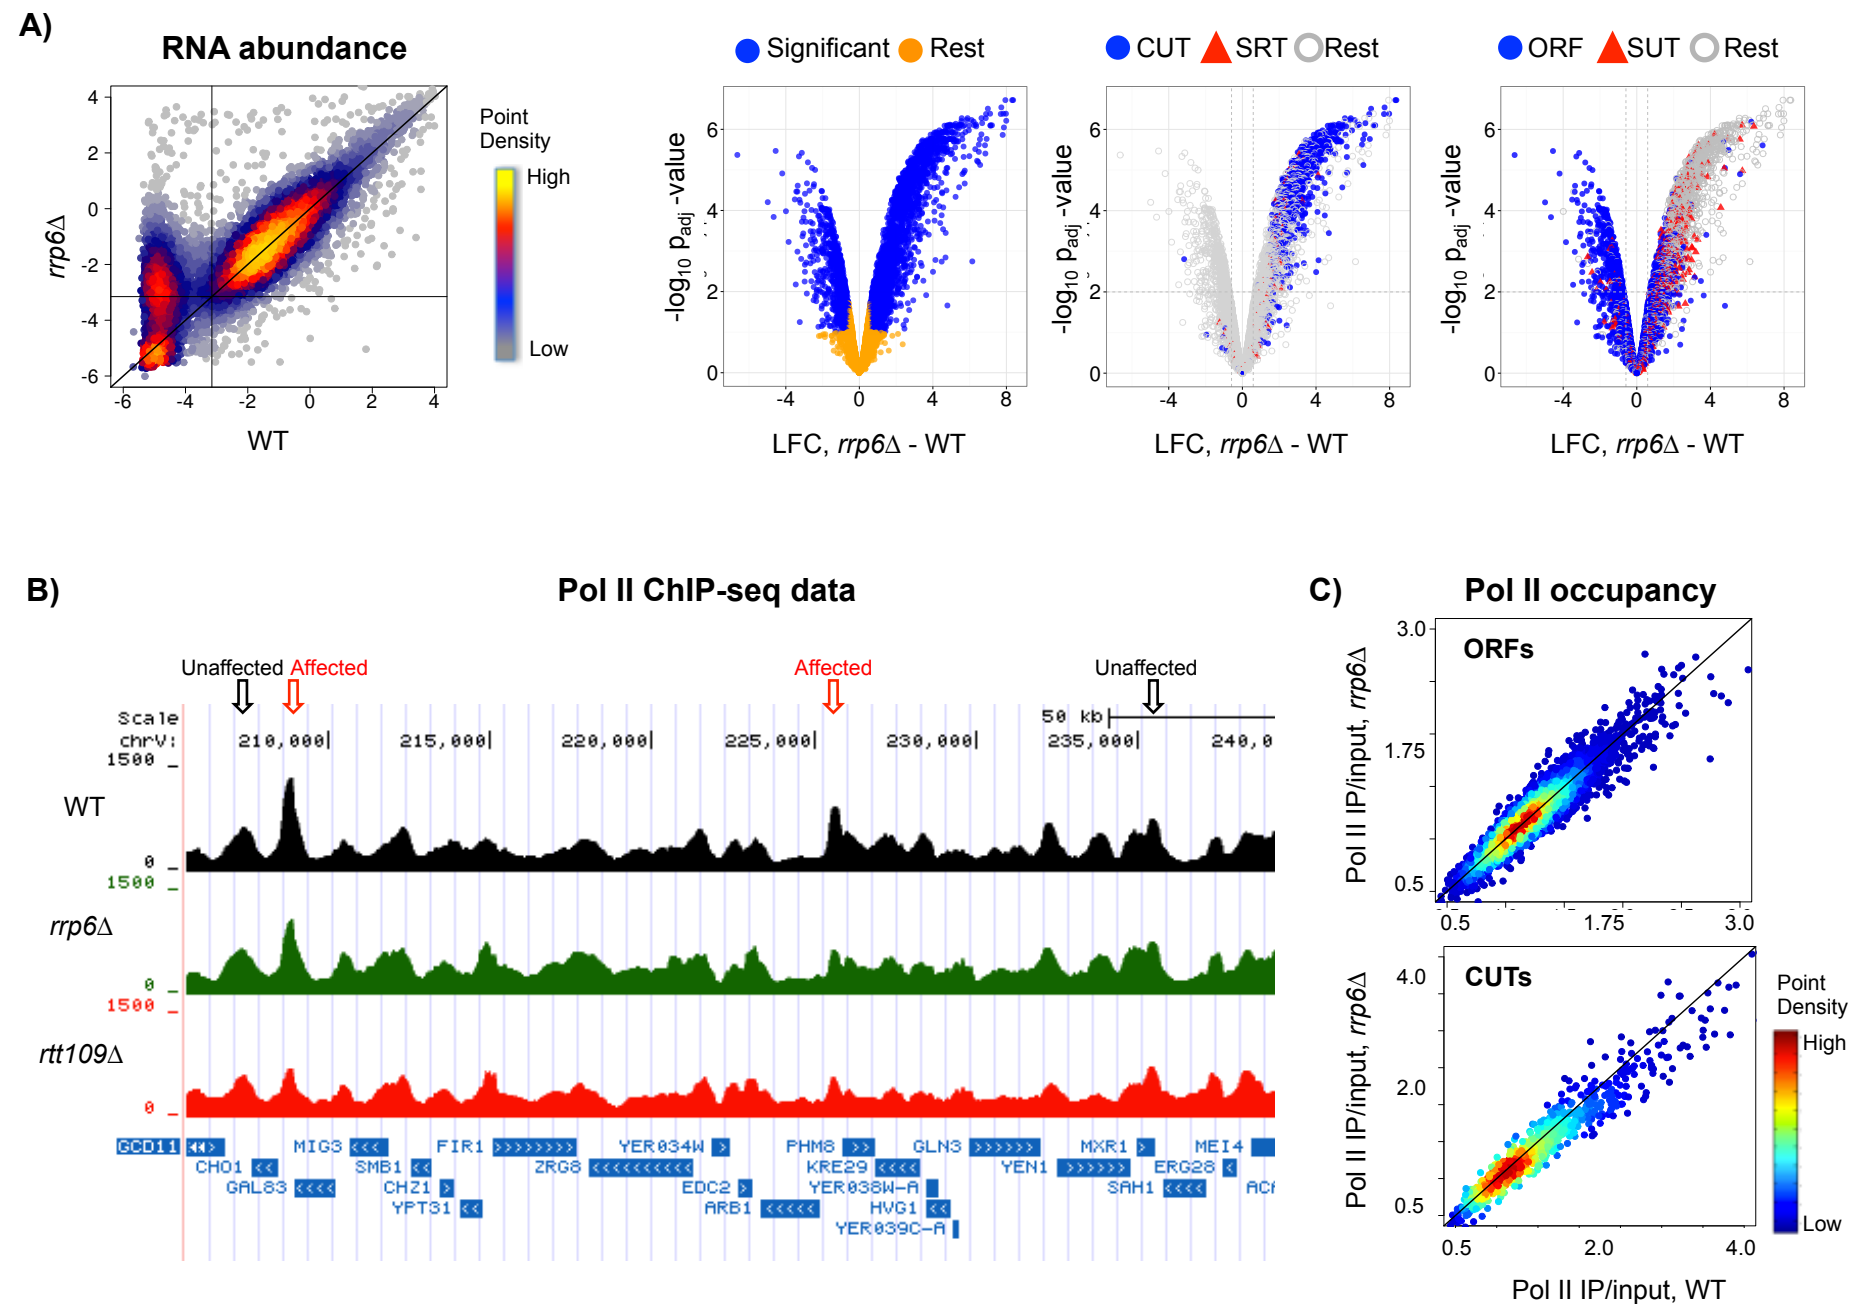 A)
RNA abundance
Significant Rest
CUT SRT Rest
ORF SUT Rest
4
2
0
-2
-4
-6
rrp6Δ
-6 -4 -2 0 2 4
WT
Point
Density
High
Low
-log10 padj -value
6
4
2
0
-4 0 4 8
LFC, rrp6Δ - WT
-log10 padj -value
6
4
2
0
-4 0 4 8
LFC, rrp6Δ - WT
-log10 padj -value
6
4
2
0
-4 0 4 8
LFC, rrp6Δ - WT
B)
Pol II ChIP-seq data
Unaffected Affected Affected Unaffected
Scale 50 kb
chrV: 210,000 215,000 220,000 225,000 230,000 235,000 240,0
1500
WT
0
1500
rrp6Δ
0
1500
rtt109Δ
0
GCD11 MIG3 FIR1 YER034W PHM8 GLN3 MXR1 MEI4
CHO1 SMB1 ZRG8 KRE29 YEN1 ERG28
GAL83 CHZ1 EDC2 YER038W-A SAH1
YPT31 ARB1 HVG1
YER039C-A
C)
Pol II occupancy
ORFs
Pol II IP/input, rrp6Δ
3.0
1.75
0.5
0.5 1.75 3.0
CUTs
Pol II IP/input, rrp6Δ
4.0
2.0
0.5
0.5 2.0 4.0
Pol II IP/input, WT
Point
Density
High
Low